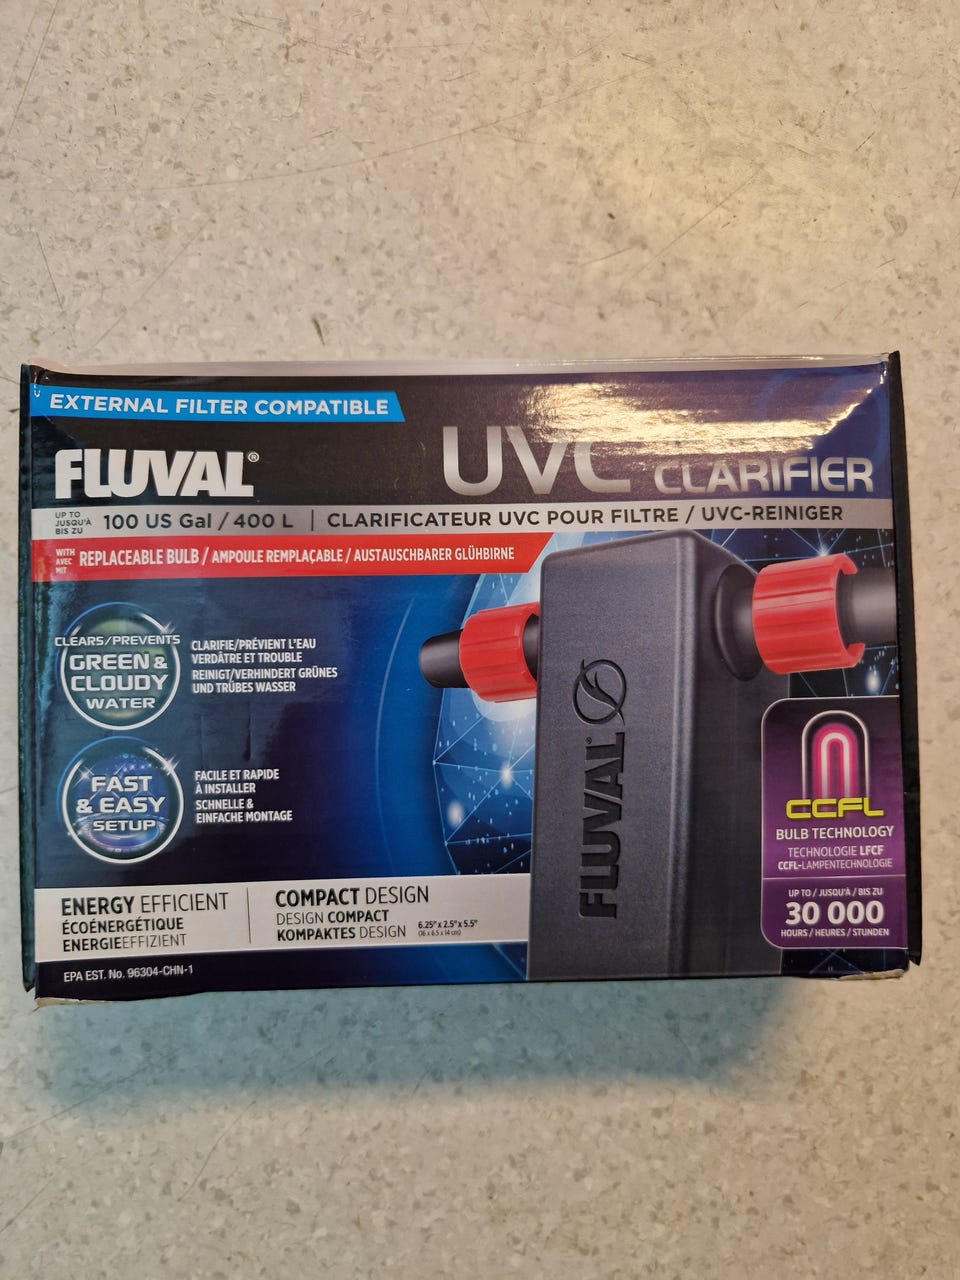 EXTERNAL FILTER COMPATIBLE
FLUVAL®
UVC CLARIFIER
UP TO
JUSQU'À
BIS ZU
100 US Gal / 400 L | CLARIFICATEUR UVC POUR FILTRE / UVC-REINIGER
WITH
AVEC
MIT
REPLACEABLE BULB / AMPOULE REMPLAÇABLE / AUSTAUSCHBARER GLÜHBIRNE
CLEARS/PREVENTS
GREEN &
CLOUDY
WATER
CLARIFIE/PRÉVIENT L'EAU
VERDÂTRE ET TROUBLE
REINIGT/VERHINDERT GRÜNES
UND TRÜBES WASSER
FAST
& EASY
SETUP
FACILE ET RAPIDE
À INSTALLER
SCHNELLE &
EINFACHE MONTAGE
FLUVAL®
CCFL
BULB TECHNOLOGY
TECHNOLOGIE LFCF
CCFL-LAMPENTECHNOLOGIE
UP TO / JUSQU'À / BIS ZU
30 000
HOURS / HEURES / STUNDEN
ENERGY EFFICIENT
ÉCOÉNERGÉTIQUE
ENERGIEEFFIZIENT
COMPACT DESIGN
DESIGN COMPACT
KOMPAKTES DESIGN
6.25" x 2.5" x 5.5"
(16 x 6.5 x 14 cm)
EPA EST. No. 96304-CHN-1